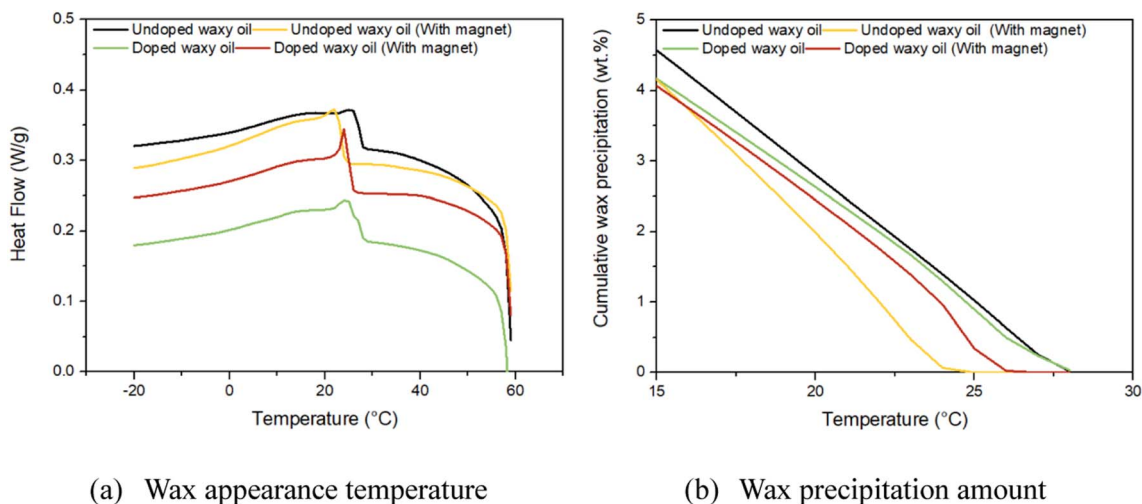 Undoped waxy oil Undoped waxy oil (With magnet)
Doped waxy oil Doped waxy oil (With magnet)
Heat Flow (W/g)
0.5
0.4
0.3
0.2
0.1
0.0
-20 0 20 40 60
Temperature (°C)
(a) Wax appearance temperature
Undoped waxy oil Undoped waxy oil (With magnet)
Doped waxy oil Doped waxy oil (With magnet)
Cumulative wax precipitation (wt.%)
5
4
3
2
1
0
15 20 25 30
Temperature (°C)
(b) Wax precipitation amount